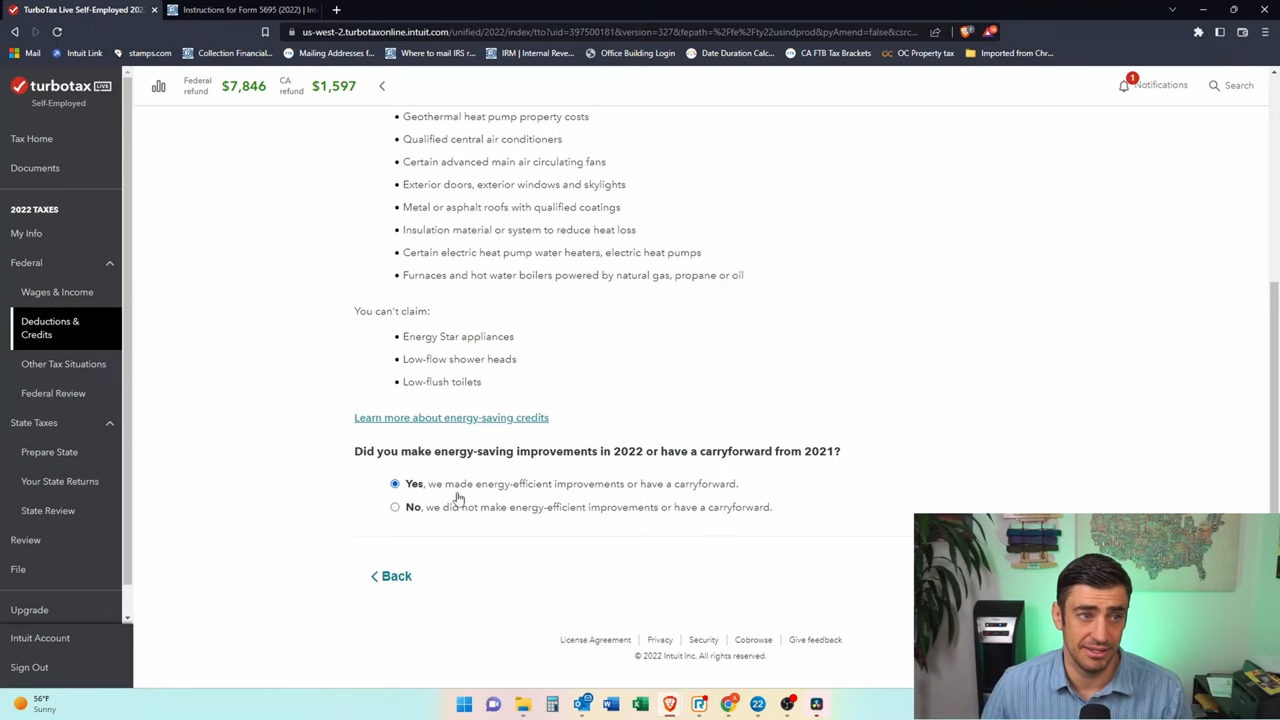 TurboTax Live Self-Employed 202
Instructions for Form 5695 (2022) | Int
us-west-2.turbotaxonline.intuit.com/unified/2022/index/tto?uid=397500181&version=327&fepath=%2Ffe%2Fty22usindprod&pyAmend=false&csrc...
Mail
Intuit Link
stamps.com
Collection Financial...
Mailing Addresses f...
Where to mail IRS r...
IRM | Internal Reve...
Office Building Login
Date Duration Calc...
CA FTB Tax Brackets
OC Property tax
Imported from Chr...
turbotax LIVE
Self-Employed
Federal refund $7,846
CA refund $1,597
1
Notifications
Search
Tax Home
Documents
2022 TAXES
My Info
Federal
Wages & Income
Deductions &
Credits
Other Tax Situations
Federal Review
State Taxes
Prepare State
Your State Returns
State Review
Review
File
Upgrade
Intuit Account
Sign Out
• Geothermal heat pump property costs
• Qualified central air conditioners
• Certain advanced main air circulating fans
• Exterior doors, exterior windows and skylights
• Metal or asphalt roofs with qualified coatings
• Insulation material or system to reduce heat loss
• Certain electric heat pump water heaters, electric heat pumps
• Furnaces and hot water boilers powered by natural gas, propane or oil
You can't claim:
• Energy Star appliances
• Low-flow shower heads
• Low-flush toilets
Learn more about energy-saving credits
Did you make energy-saving improvements in 2022 or have a carryforward from 2021?
Yes, we made energy-efficient improvements or have a carryforward.
No, we did not make energy-efficient improvements or have a carryforward.
Back
License Agreement | Privacy | Security | Cobrowse | Give feedback
© 2022 Intuit Inc. All rights reserved.
56°F
Sunny
22